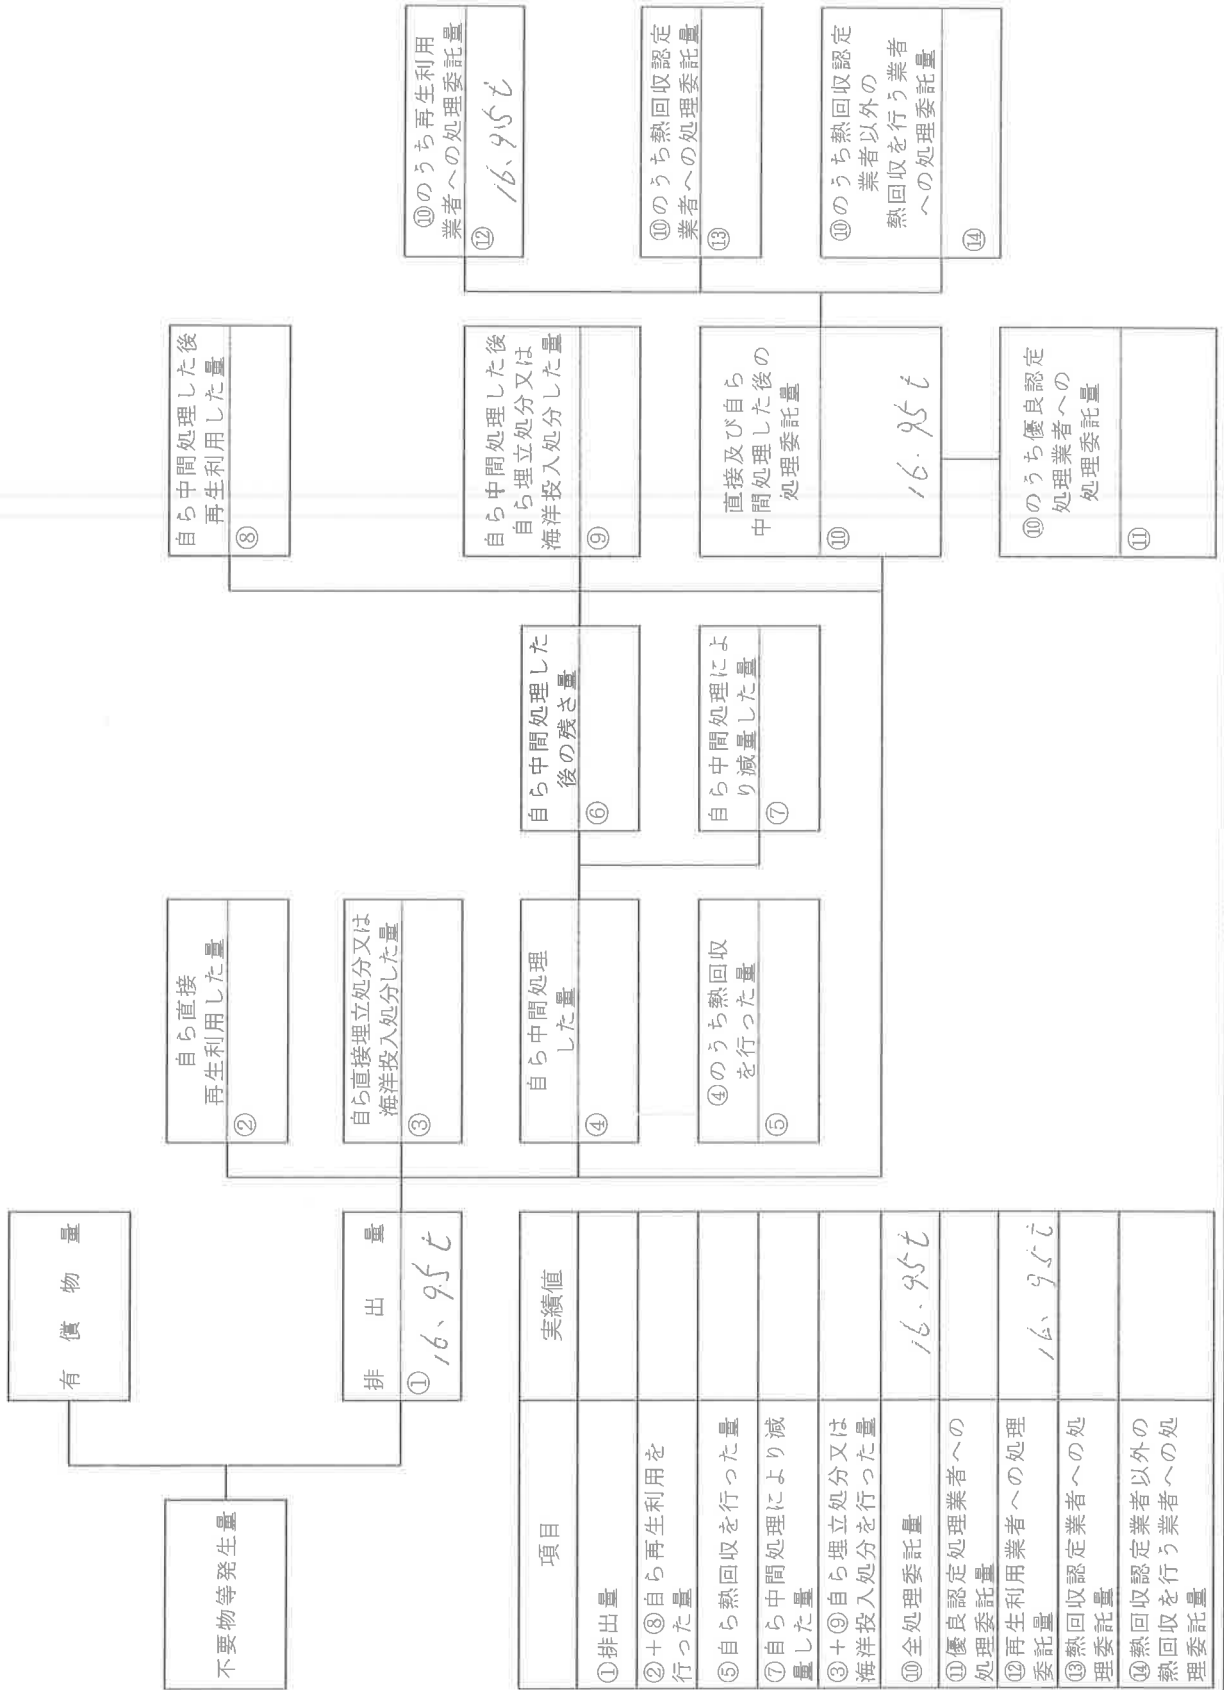 不要物等発生量
有償物量
排出量
①
16、95t
自ら直接
再生利用した量
②
自ら直接埋立処分又は
海洋投入処分した量
③
自ら中間処理
した量
④
④のうち熱回収
を行った量
⑤
自ら中間処理した
後の残さ量
⑥
自ら中間処理によ
り減量した量
⑦
自ら中間処理した後
再生利用した量
⑧
自ら中間処理した後
自ら埋立処分又は
海洋投入処分した量
⑨
直接及び自ら
中間処理した後の
処理委託量
⑩
16.95t
⑩のうち優良認定
処理業者への
処理委託量
⑪
⑩のうち再生利用
業者への処理委託量
⑫
16、95t
⑩のうち熱回収認定
業者への処理委託量
⑬
⑩のうち熱回収認定
業者以外の
熱回収を行う業者
への処理委託量
⑭
項目 実績値
①排出量
②+⑧自ら再生利用を
行った量
⑤自ら熱回収を行った量
⑦自ら中間処理により減
量した量
③+⑨自ら埋立処分又は
海洋投入処分を行った量
⑩全処理委託量 16、95t
⑪優良認定処理業者への
処理委託量
⑫再生利用業者への処理
委託量 16、95t
⑬熱回収認定業者への処
理委託量
⑭熱回収認定業者以外の
熱回収を行う業者への処
理委託量